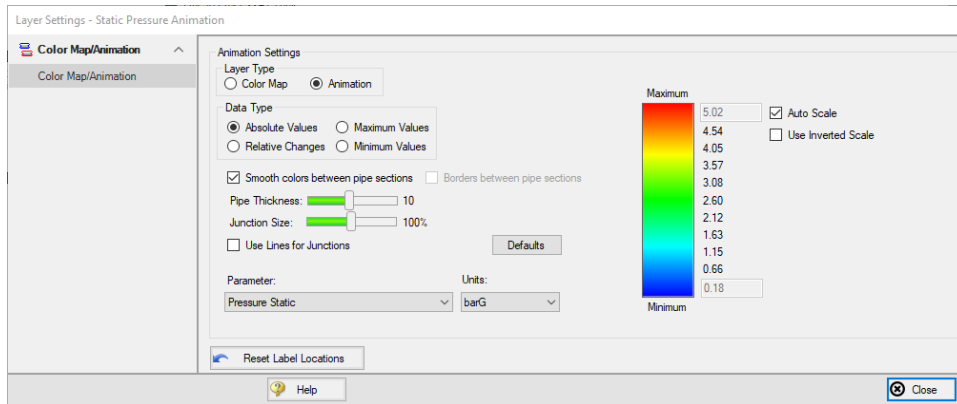 Layer Settings - Static Pressure Animation
Color Map/Animation
Color Map/Animation
Animation Settings
Layer Type
Color Map Animation
Data Type
Absolute Values Maximum Values
Relative Changes Minimum Values
Smooth colors between pipe sections Borders between pipe sections
Pipe Thickness: 10
Junction Size: 100%
Use Lines for Junctions Defaults
Parameter: Units:
Pressure Static barG
Maximum
5.02 Auto Scale
4.54 Use Inverted Scale
4.05
3.57
3.08
2.60
2.12
1.63
1.15
0.66
0.18
Minimum
Reset Label Locations
Help Close